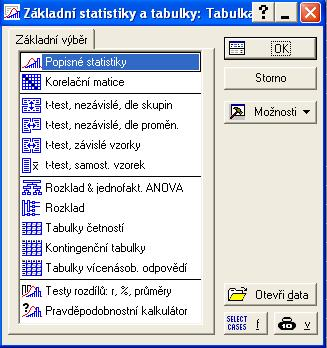 Základní statistiky a tabulky: Tabulka
Základní výběr
Popisné statistiky
Korelační matice
t-test, nezávislé, dle skupin
t-test, nezávislé, dle proměn.
t-test, závislé vzorky
t-test, samost. vzorek
Rozklad & jednofakt. ANOVA
Rozklad
Tabulky četností
Kontingenční tabulky
Tabulky vícenásob. odpovědí
Testy rozdílů: r, %, průměry
Pravděpodobnostní kalkulátor
OK
Storno
Možnosti
Otevři data
SELECT CASES f
v